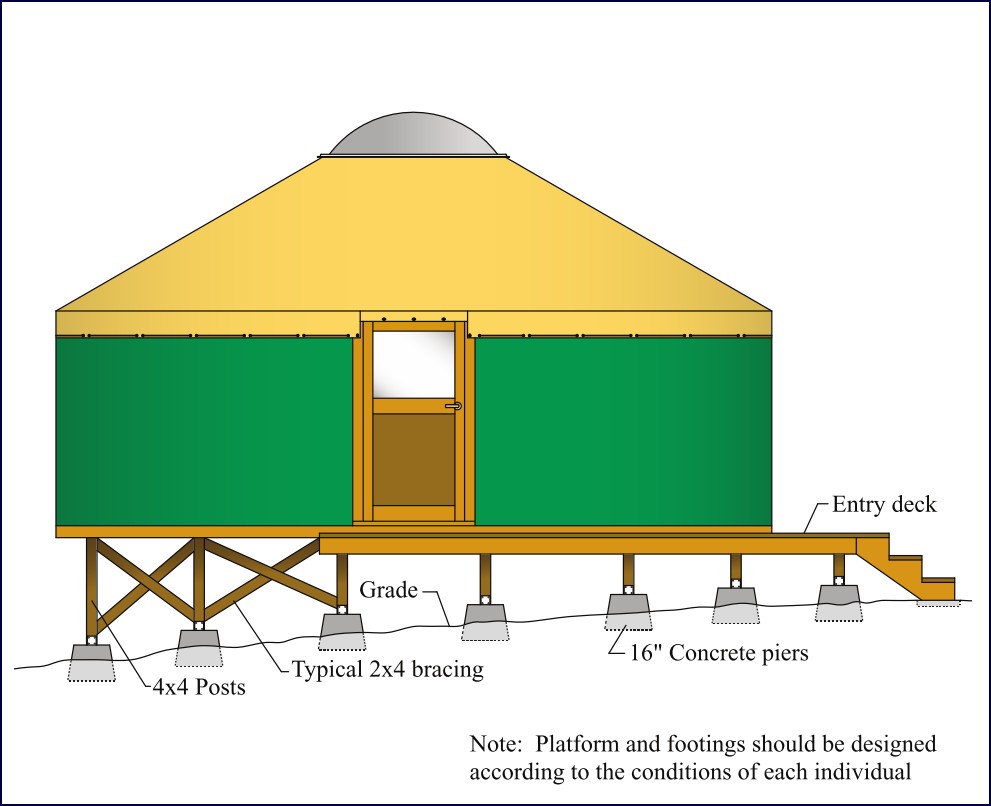 Entry deck
Grade
16" Concrete piers
Typical 2x4 bracing
4x4 Posts
Note:  Platform and footings should be designed
according to the conditions of each individual